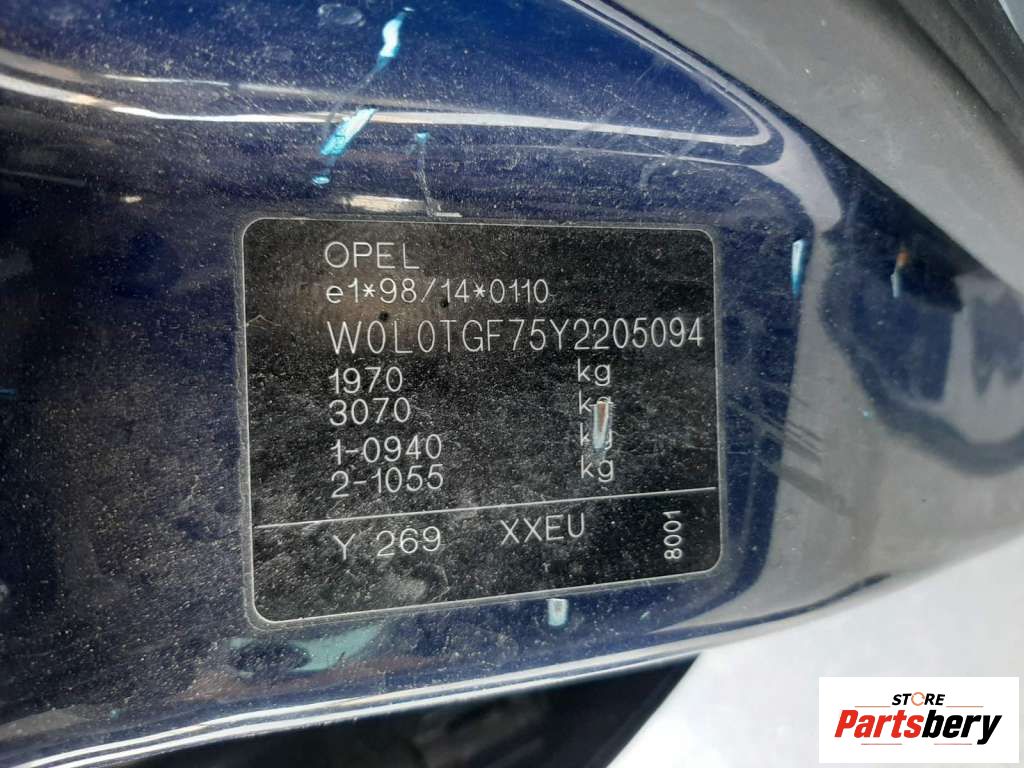 OPEL
e1*98/14*0110
W0L0TGF75Y2205094
1970 kg
3070 kg
1-0940 kg
2-1055 kg
Y 269 XXEU 8001
STORE
Partsbery